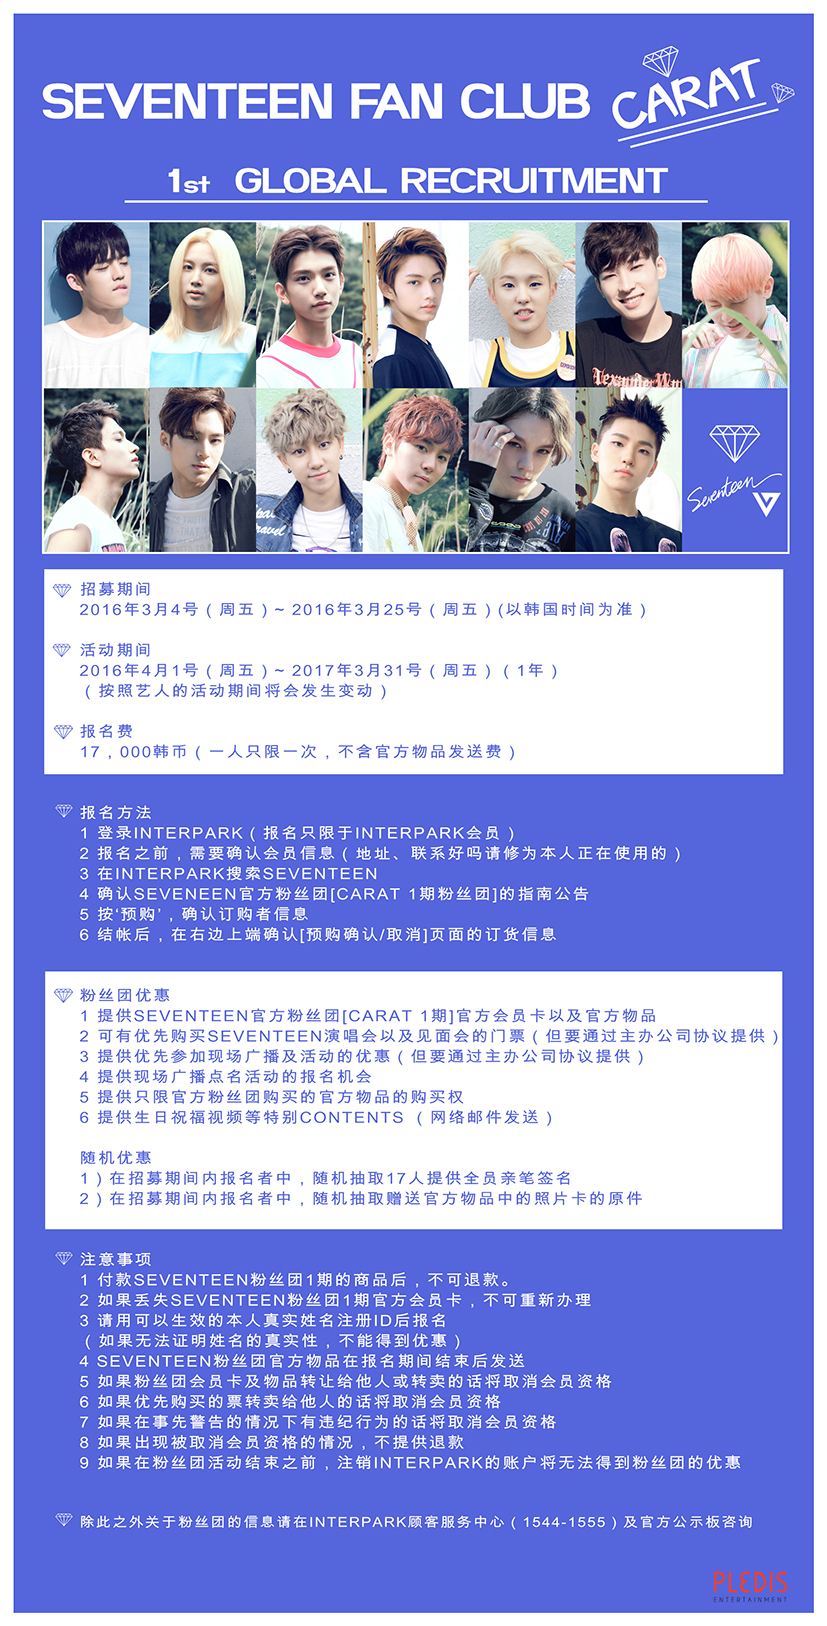 SEVENTEEN FAN CLUB CARAT
1st GLOBAL RECRUITMENT
Alexander Wan
Seventeen
招募期间
2016年3月4号（周五）~ 2016年3月25号（周五）(以韩国时间为准）
活动期间
2016年4月1号（周五）~ 2017年3月31号（周五）（1年）
（按照艺人的活动期间将会发生变动）
报名费
17，000韩币（一人只限一次，不含官方物品发送费）
报名方法
1 登录INTERPARK（报名只限于INTERPARK会员）
2 报名之前，需要确认会员信息（地址、联系好吗请修为本人正在使用的）
3 在INTERPARK搜索SEVENTEEN
4 确认SEVENEEN官方粉丝团[CARAT 1期粉丝团]的指南公告
5 按‘预购’，确认订购者信息
6 结帐后，在右边上端确认[预购确认/取消]页面的订货信息
粉丝团优惠
1 提供SEVENTEEN官方粉丝团[CARAT 1期]官方会员卡以及官方物品
2 可有优先购买SEVENTEEN演唱会以及见面会的门票（但要通过主办公司协议提供）
3 提供优先参加现场广播及活动的优惠（但要通过主办公司协议提供）
4 提供现场广播点名活动的报名机会
5 提供只限官方粉丝团购买的官方物品的购买权
6 提供生日祝福视频等特别CONTENTS （网络邮件发送）
随机优惠
1）在招募期间内报名者中，随机抽取17人提供全员亲笔签名
2）在招募期间内报名者中，随机抽取赠送官方物品中的照片卡的原件
注意事项
1 付款SEVENTEEN粉丝团1期的商品后，不可退款。
2 如果丢失SEVENTEEN粉丝团1期官方会员卡，不可重新办理
3 请用可以生效的本人真实姓名注册ID后报名
（如果无法证明姓名的真实性，不能得到优惠）
4 SEVENTEEN粉丝团官方物品在报名期间结束后发送
5 如果粉丝团会员卡及物品转让给他人或转卖的话将取消会员资格
6 如果优先购买的票转卖给他人的话将取消会员资格
7 如果在事先警告的情况下有违纪行为的话将取消会员资格
8 如果出现被取消会员资格的情况，不提供退款
9 如果在粉丝团活动结束之前，注销INTERPARK的账户将无法得到粉丝团的优惠
除此之外关于粉丝团的信息请在INTERPARK顾客服务中心（1544-1555）及官方公示板咨询
PLEDIS
ENTERTAINMENT